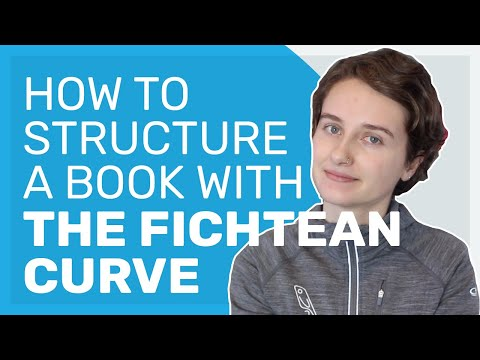 HOW TO
STRUCTURE
A BOOK WITH
THE FICHTEAN
CURVE